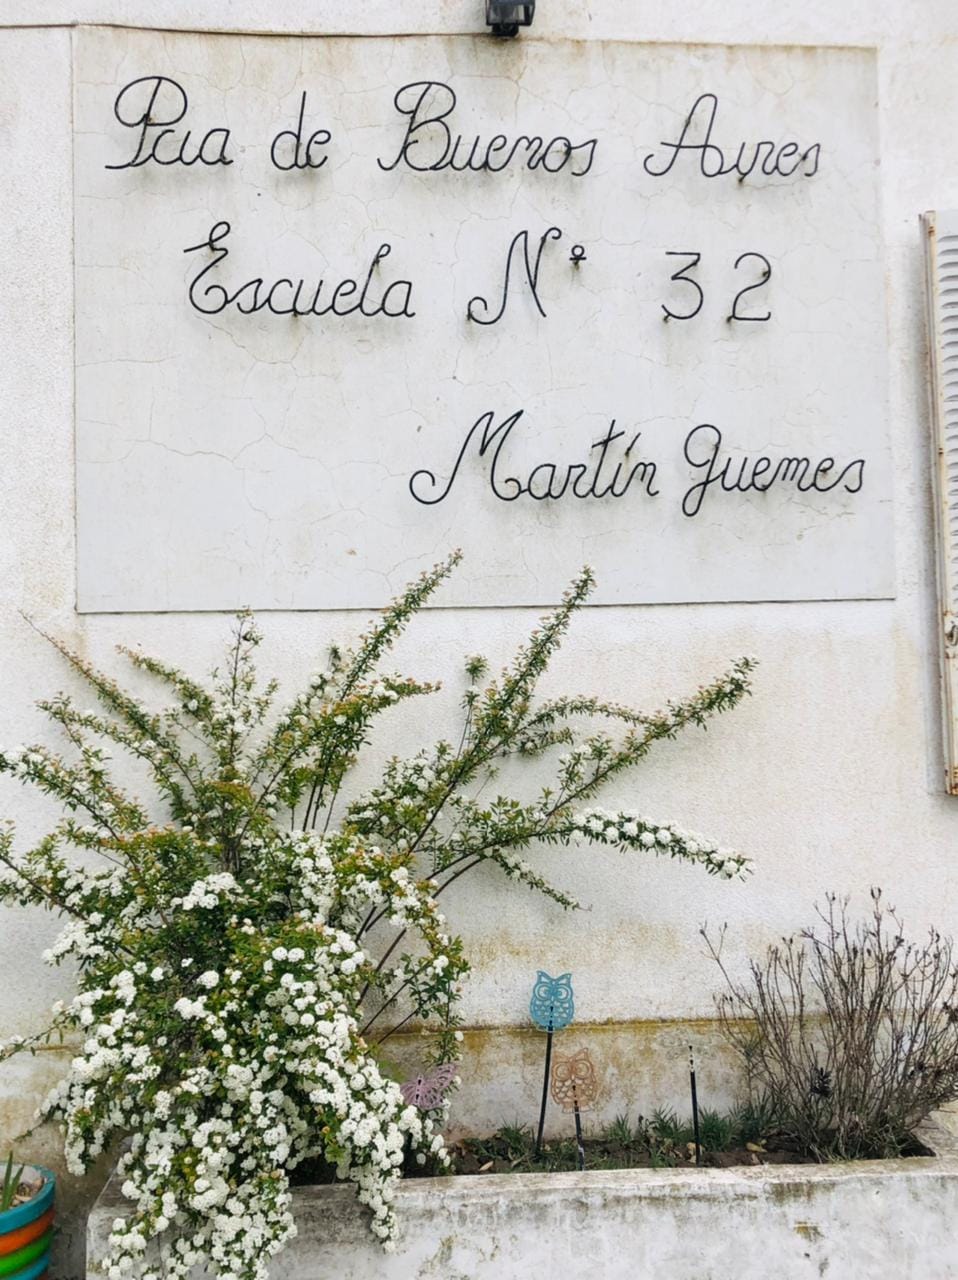 Pcia de Buenos Aires
Escuela N° 32
Martín Guemes